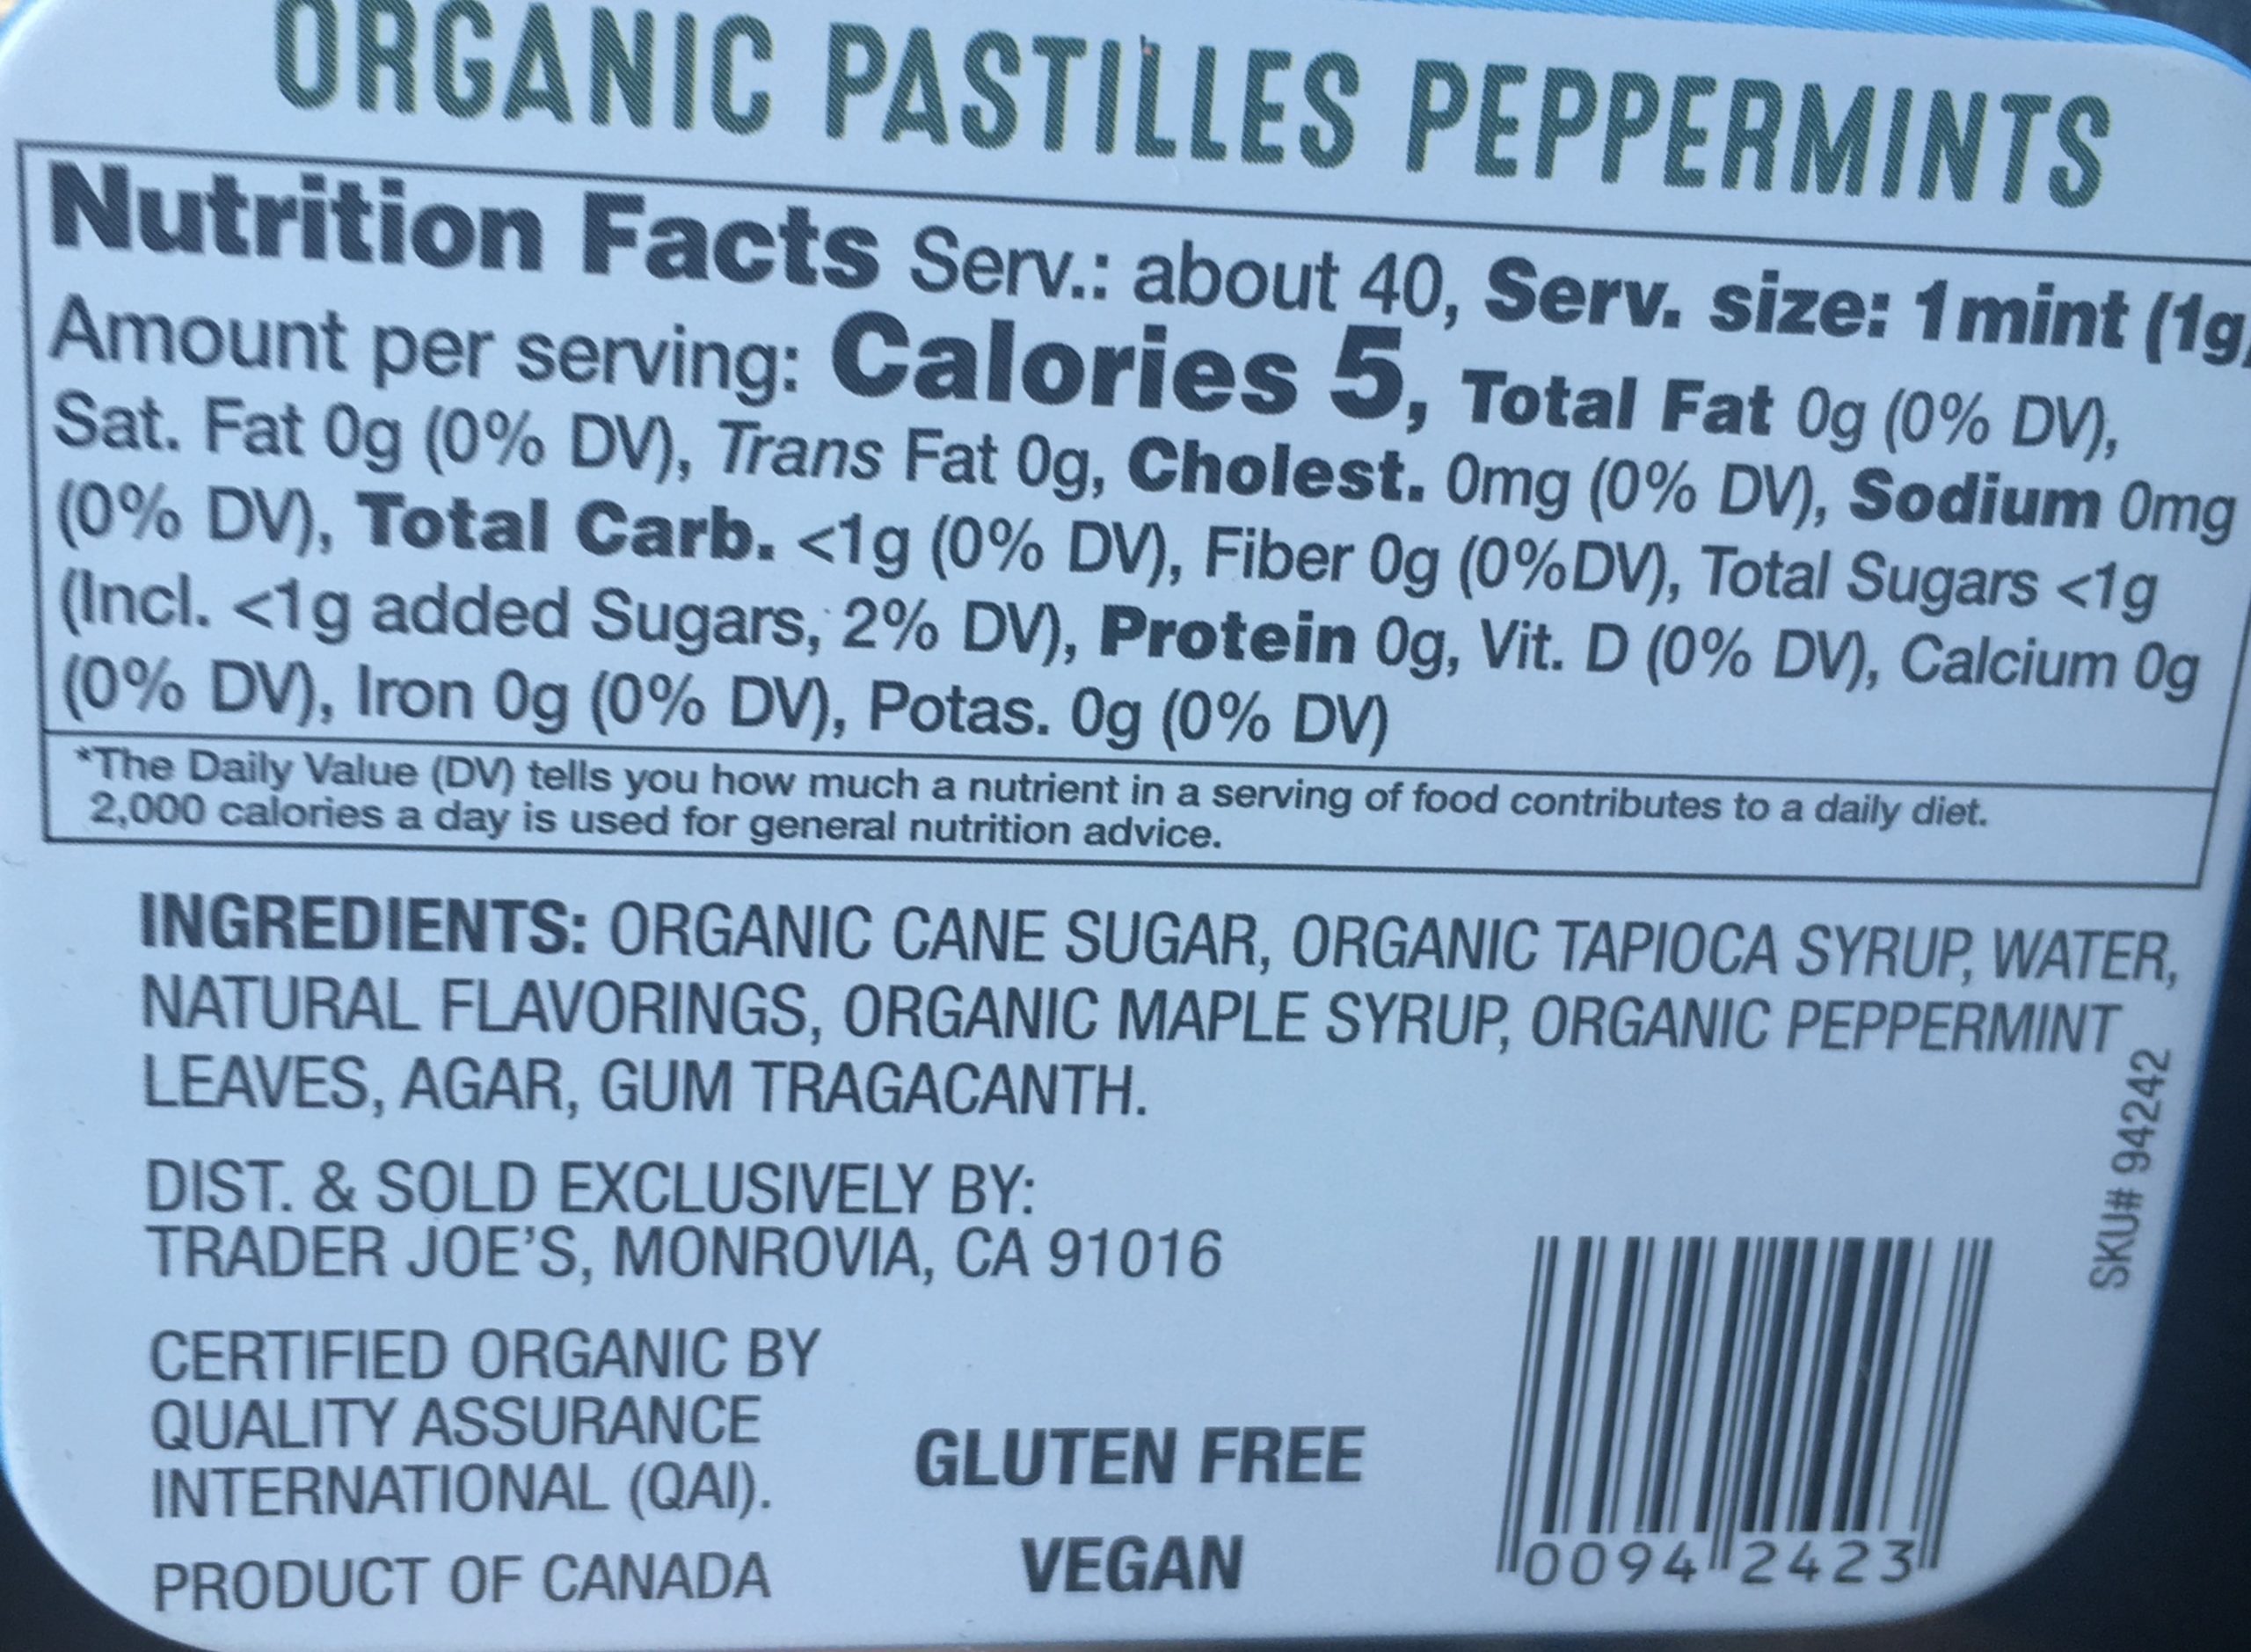 ORGANIC PASTILLES PEPPERMINTS
Nutrition Facts Serv.: about 40, Serv. size: 1 mint (1g)
Amount per serving: Calories 5, Total Fat 0g (0% DV),
Sat. Fat 0g (0% DV), Trans Fat 0g, Cholest. 0mg (0% DV), Sodium 0mg
(0% DV), Total Carb. <1g (0% DV), Fiber 0g (0%DV), Total Sugars <1g
(Incl. <1g added Sugars, 2% DV), Protein 0g, Vit. D (0% DV), Calcium 0g
(0% DV), Iron 0g (0% DV), Potas. 0g (0% DV)
*The Daily Value (DV) tells you how much a nutrient in a serving of food contributes to a daily diet.
2,000 calories a day is used for general nutrition advice.
INGREDIENTS: ORGANIC CANE SUGAR, ORGANIC TAPIOCA SYRUP, WATER,
NATURAL FLAVORINGS, ORGANIC MAPLE SYRUP, ORGANIC PEPPERMINT
LEAVES, AGAR, GUM TRAGACANTH.
DIST. & SOLD EXCLUSIVELY BY:
TRADER JOE'S, MONROVIA, CA 91016
CERTIFIED ORGANIC BY
QUALITY ASSURANCE
INTERNATIONAL (QAI).
PRODUCT OF CANADA
GLUTEN FREE
VEGAN
0094 2423
SKU# 94242